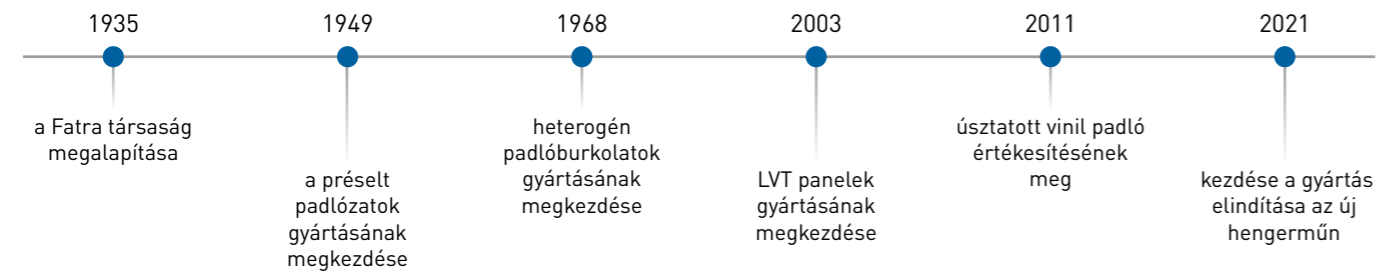 1935
a Fatra társaság
megalapítása
1949
a préselt
padlózatok
gyártásának
megkezdése
1968
heterogén
padlóburkolatok
gyártásának
megkezdése
2003
LVT panelek
gyártásának
megkezdése
2011
úsztatott vinil padló
értékesítésének
meg
2021
kezdése a gyártás
elindítása az új
hengerműn